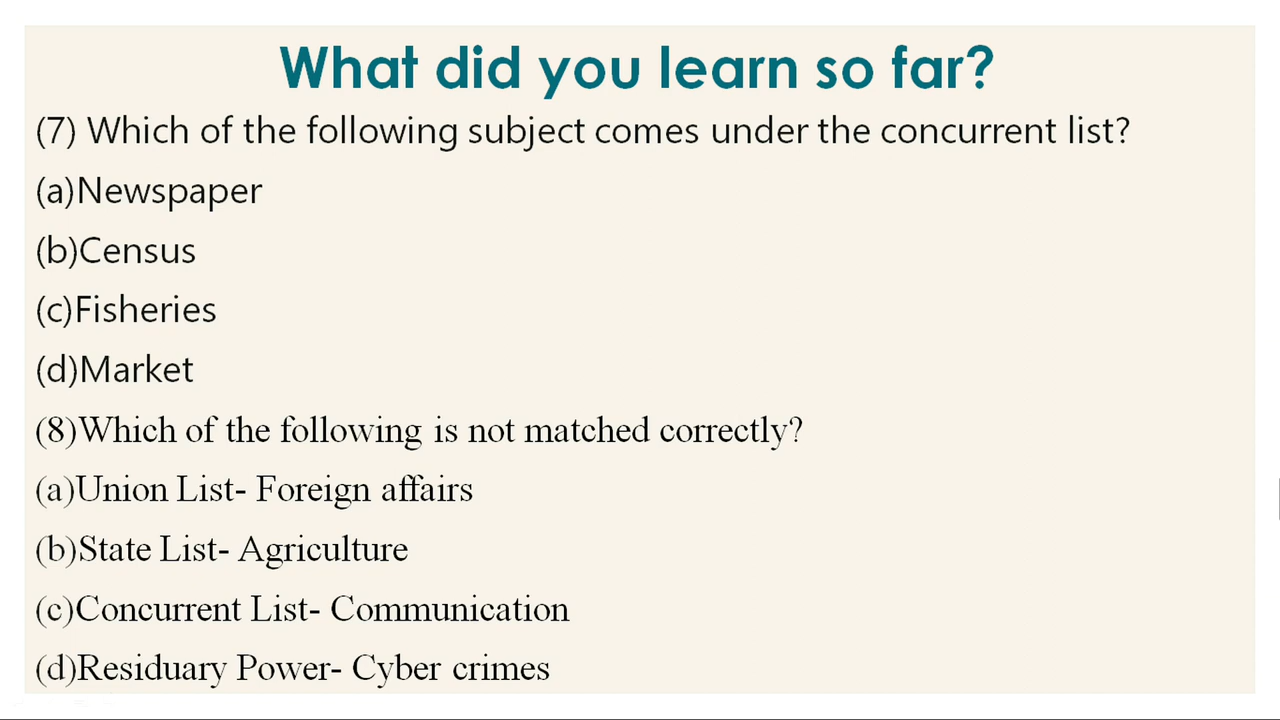 What did you learn so far?
(7) Which of the following subject comes under the concurrent list?
(a)Newspaper
(b)Census
(c)Fisheries
(d)Market
(8)Which of the following is not matched correctly?
(a)Union List- Foreign affairs
(b)State List- Agriculture
(c)Concurrent List- Communication
(d)Residuary Power- Cyber crimes